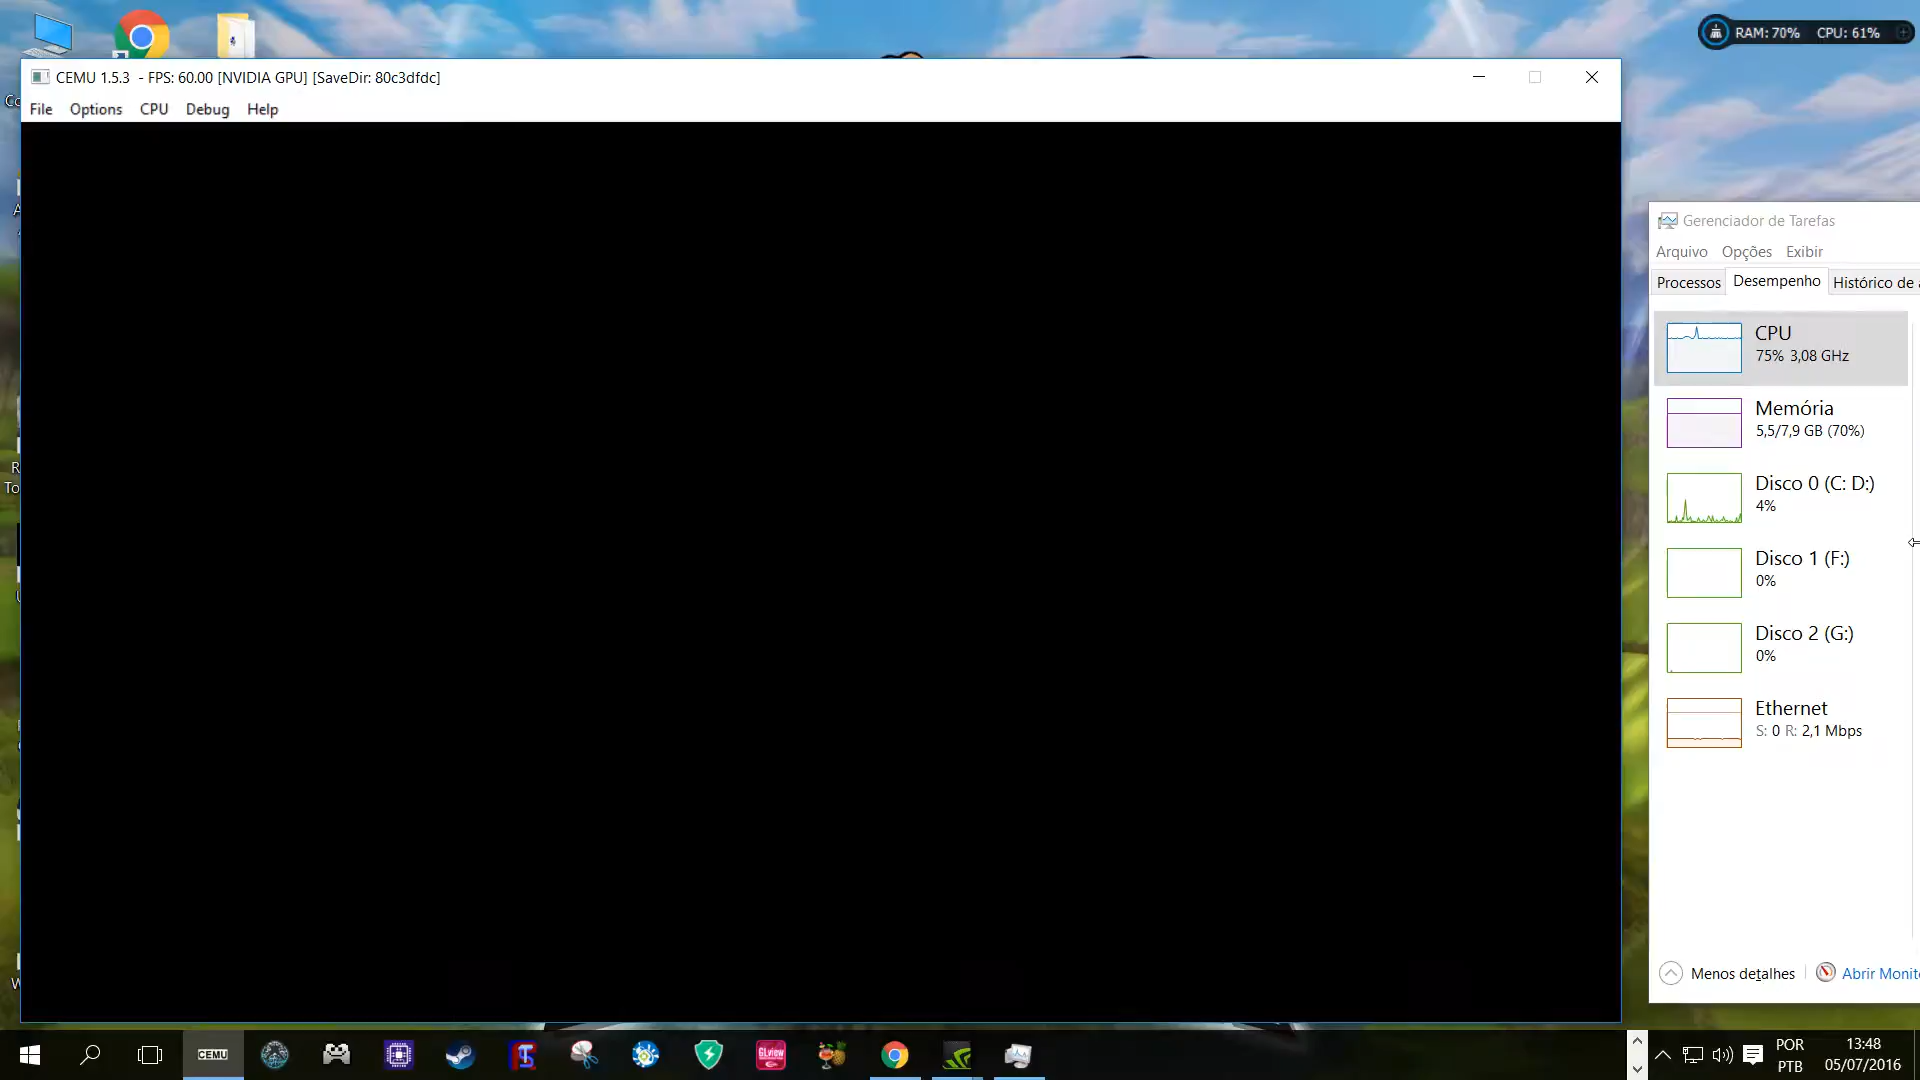 RAM: 70% CPU: 61%
CEMU 1.5.3 - FPS: 60.00 [NVIDIA GPU] [SaveDir: 80c3dfdc]
File Options CPU Debug Help
Gerenciador de Tarefas
Arquivo Opções Exibir
Processos Desempenho Histórico de
CPU
75% 3,08 GHz
Memória
5,5/7,9 GB (70%)
Disco 0 (C: D:)
4%
Disco 1 (F:)
0%
Disco 2 (G:)
0%
Ethernet
S: 0 R: 2,1 Mbps
Menos detalhes Abrir Monit
CEMU
GLview
POR
PTB
13:48
05/07/2016